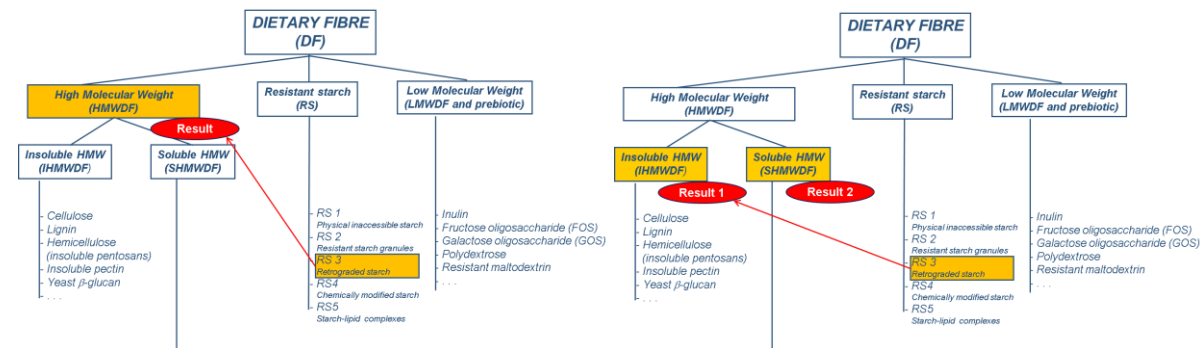 DIETARY FIBRE
(DF)
High Molecular Weight
(HMWDF)
Resistant starch
(RS)
Low Molecular Weight
(LMWDF and prebiotic)
Result
Insoluble HMW
(IHMWDF)
Soluble HMW
(SHMWDF)
- Cellulose
- Lignin
- Hemicellulose
(insoluble pentosans)
- Insoluble pectin
- Yeast β-glucan
- . . .
- RS 1
Physical inaccessible starch
- RS 2
Resistant starch granules
- RS 3
Retrograded starch
- RS4
Chemically modified starch
- RS5
Starch-lipid complexes
- Inulin
- Fructose oligosaccharide (FOS)
- Galactose oligosaccharide (GOS)
- Polydextrose
- Resistant maltodextrin
- . . .
DIETARY FIBRE
(DF)
High Molecular Weight
(HMWDF)
Resistant starch
(RS)
Low Molecular Weight
(LMWDF and prebiotic)
Insoluble HMW
(IHMWDF)
Soluble HMW
(SHMWDF)
Result 1
Result 2
- Cellulose
- Lignin
- Hemicellulose
(insoluble pentosans)
- Insoluble pectin
- Yeast β-glucan
- . . .
- RS 1
Physical inaccessible starch
- RS 2
Resistant starch granules
- RS 3
Retrograded starch
- RS4
Chemically modified starch
- RS5
Starch-lipid complexes
- Inulin
- Fructose oligosaccharide (FOS)
- Galactose oligosaccharide (GOS)
- Polydextrose
- Resistant maltodextrin
- . . .